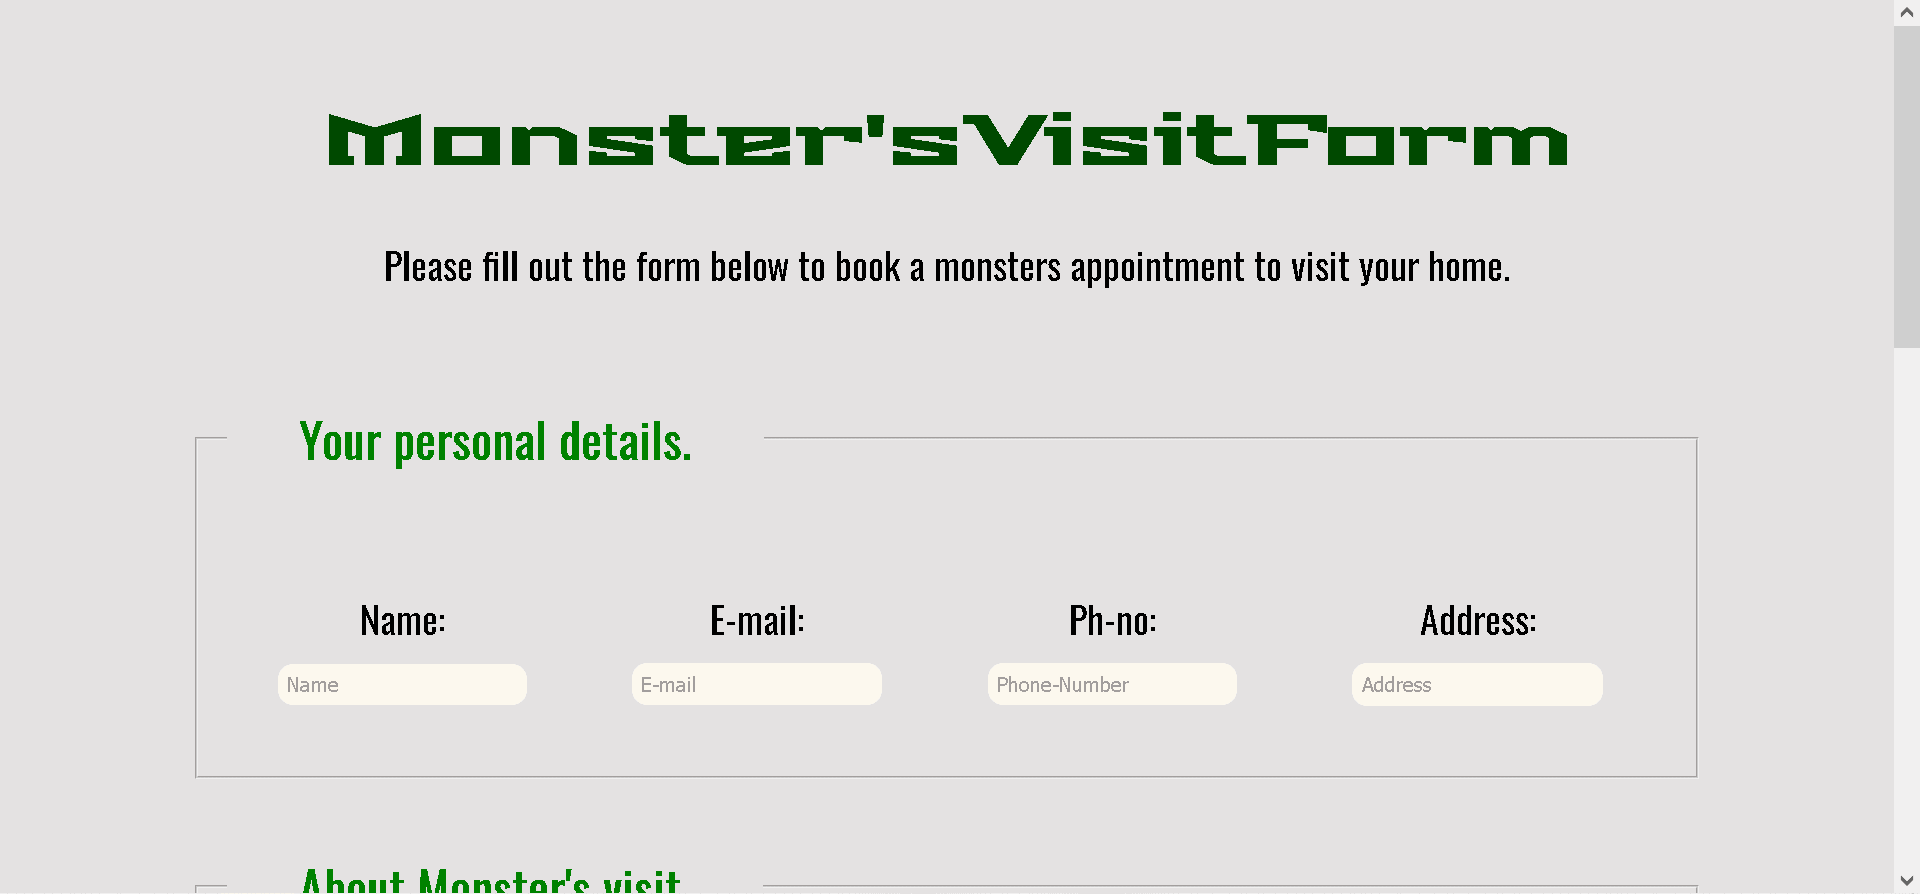 Monster'sVisitForm
Please fill out the form below to book a monsters appointment to visit your home.
Your personal details.
Name: E-mail: Ph-no: Address:
Name E-mail Phone-Number Address
About Monster's visit